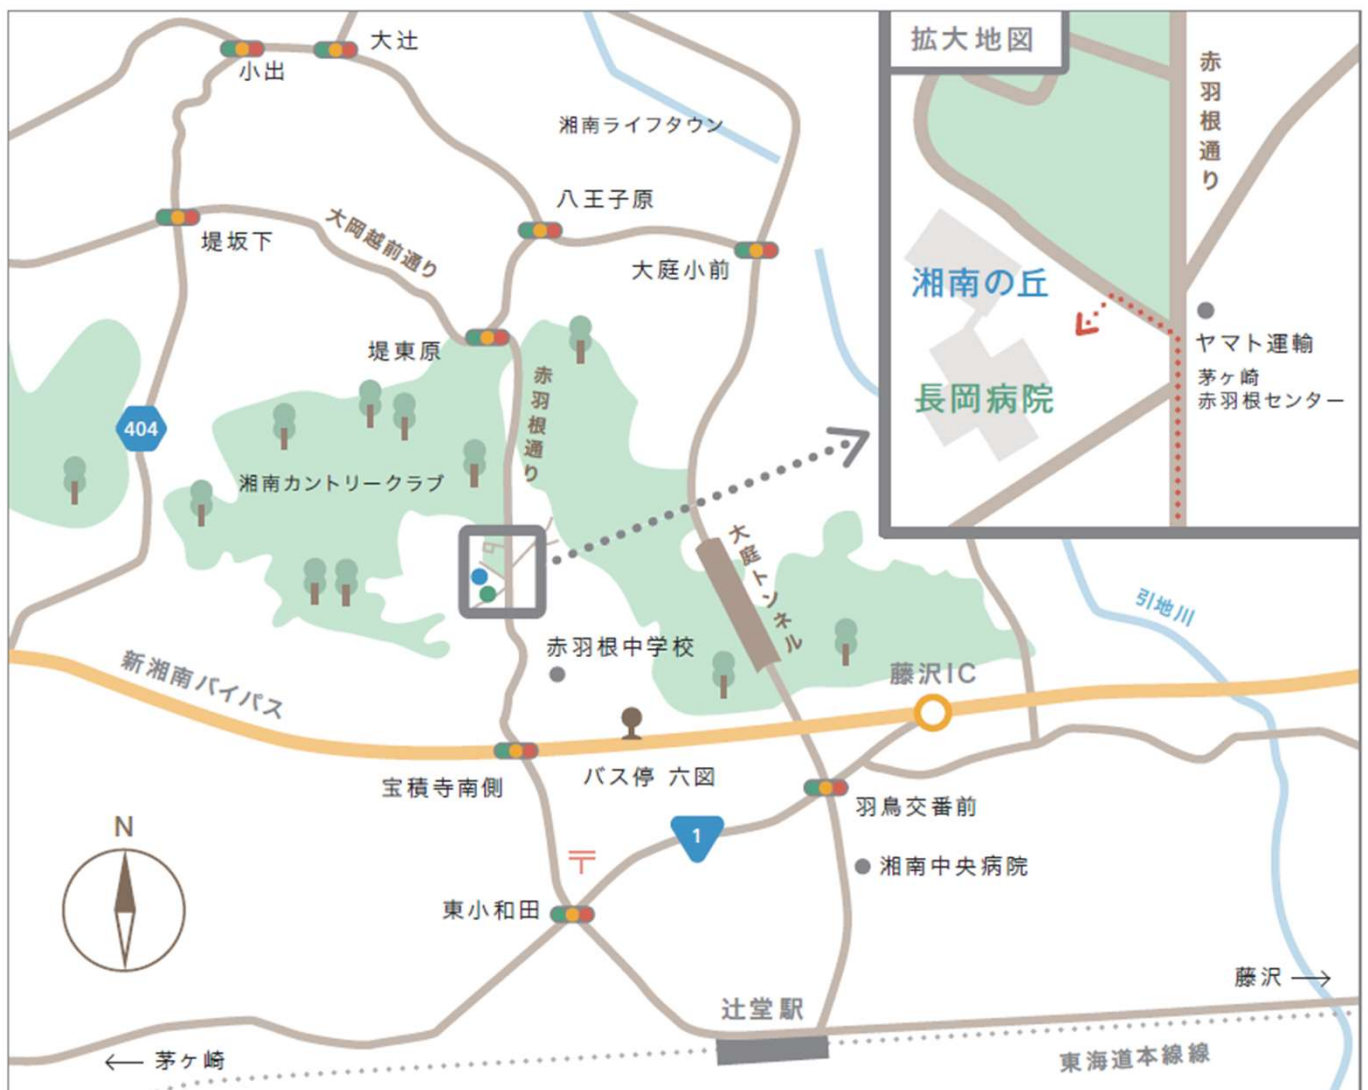 大辻
小出
拡大地図
赤羽根通り
湘南ライフタウン
八王子原
大岡越前通り
堤坂下
大庭小前
湘南の丘
ヤマト運輸
茅ヶ崎
赤羽根センター
長岡病院
堤東原
赤羽根通り
404
湘南カントリークラブ
大庭トンネル
引地川
赤羽根中学校
藤沢IC
新湘南バイパス
宝積寺南側
バス停 六図
羽鳥交番前
N
1
〒
湘南中央病院
東小和田
藤沢 →
辻堂駅
← 茅ヶ崎
東海道本線線